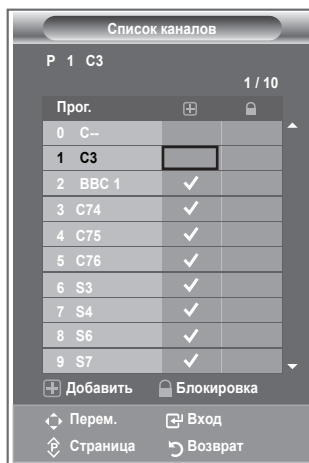 Список каналов
P 1 C3
1 / 10
Прог.
0 C--
1 C3
2 BBC 1
3 C74
4 C75
5 C76
6 S3
7 S4
8 S6
9 S7
Добавить Блокировка
Перем. Вход
Страница Возврат